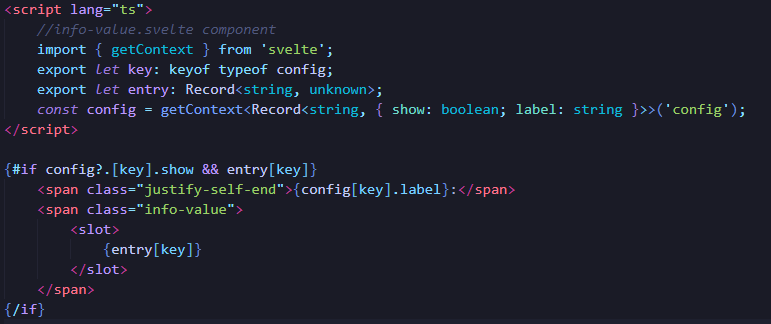 <script lang="ts">
//info-value.svelte component
import { getContext } from 'svelte';
export let key: keyof typeof config;
export let entry: Record<string, unknown>;
const config = getContext<Record<string, { show: boolean; label: string }>>('config');
</script>
{#if config?.[key].show && entry[key]}
<span class="justify-self-end">{config[key].label}:</span>
<span class="info-value">
<slot>
{entry[key]}
</slot>
</span>
{/if}